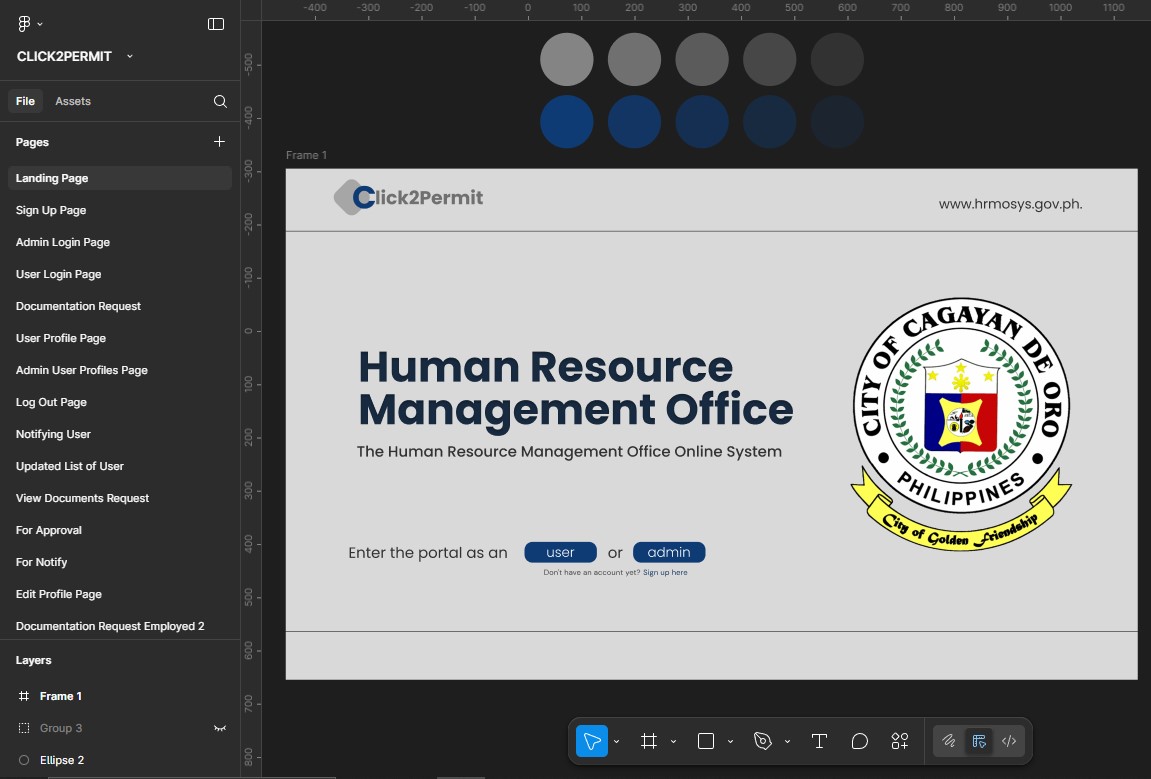 CLICK2PERMIT
File
Assets
Pages
Landing Page
Sign Up Page
Admin Login Page
User Login Page
Documentation Request
User Profile Page
Admin User Profiles Page
Log Out Page
Notifying User
Updated List of User
View Documents Request
For Approval
For Notify
Edit Profile Page
Documentation Request Employed 2
Layers
Frame 1
Group 3
Ellipse 2
-400 -300 -200 -100 0 100 200 300 400 500 600 700 800 900 1000 1100
-500
-400
-300
-200
-100
0
100
200
300
400
500
600
700
800
Frame 1
Click2Permit
www.hrmosys.gov.ph.
Human Resource
Management Office
The Human Resource Management Office Online System
Enter the portal as an user or admin
Don't have an account yet? Sign up here
CITY OF CAGAYAN DE ORO
PHILIPPINES
City of Golden Friendship